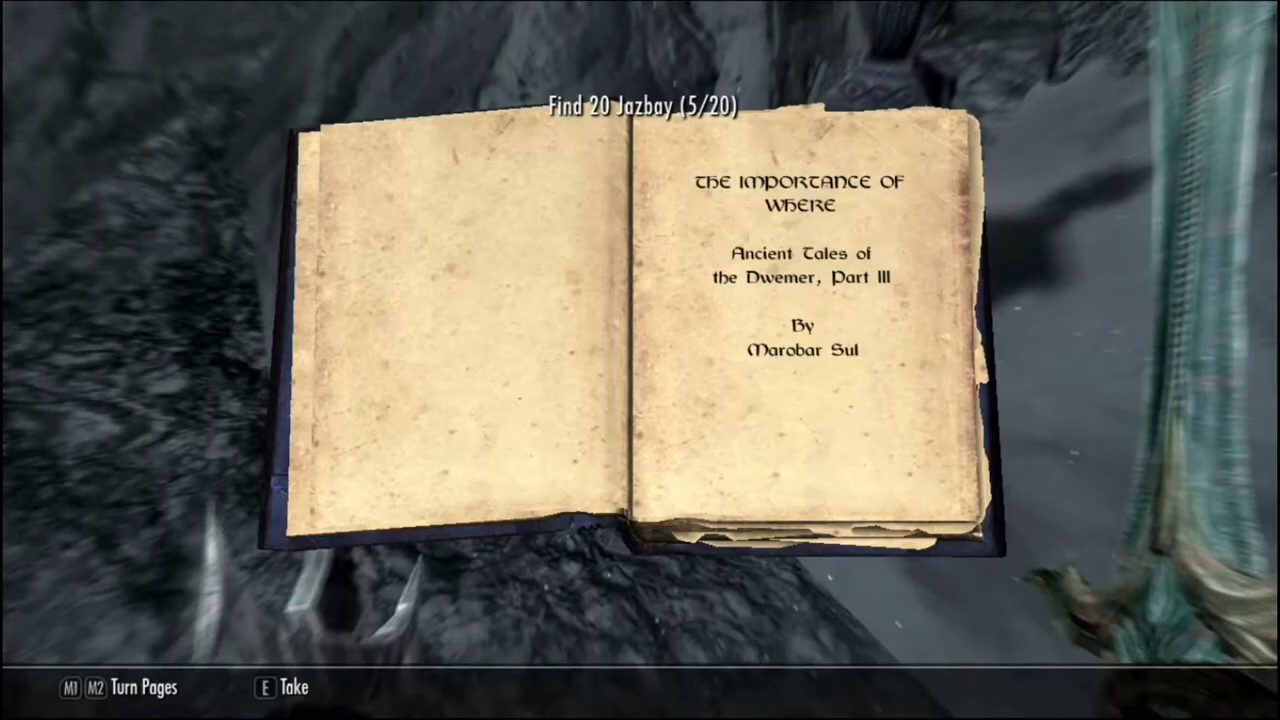 Find 20 Jazbay (5/20)
THE IMPORTANCE OF
WHERE
Ancient Tales of
the Dwemer, Part III
By
Marobar Sul
M1 M2 Turn Pages
E Take